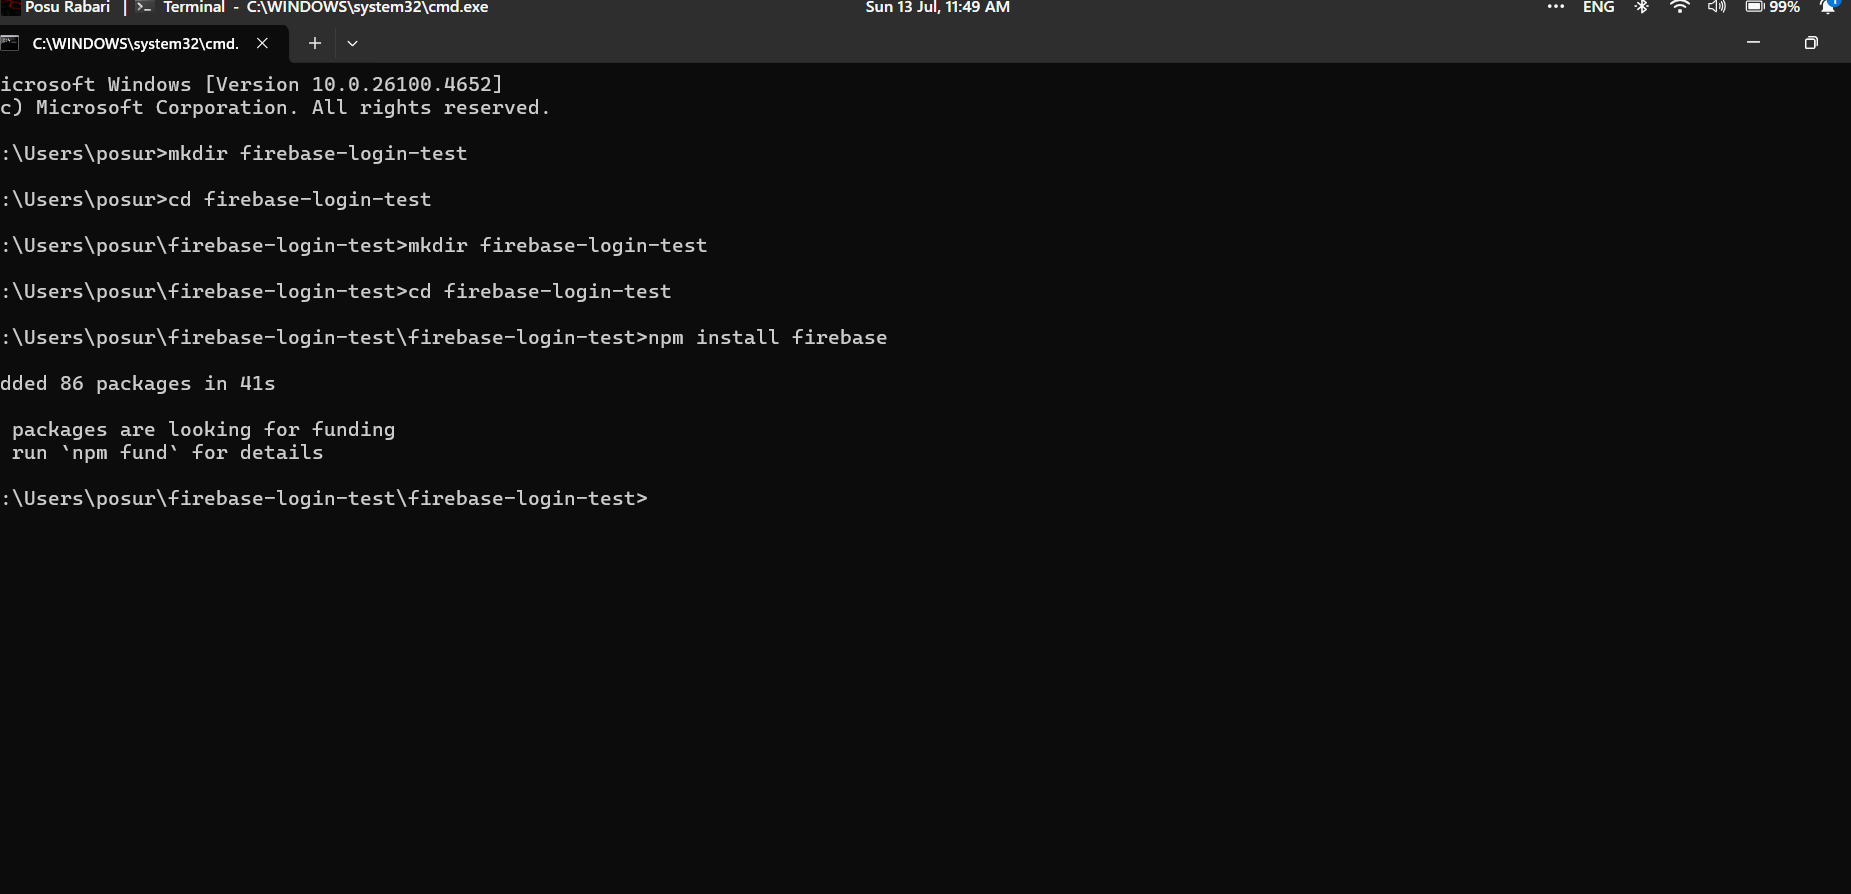 Posu Rabari | Terminal - C:\WINDOWS\system32\cmd.exe Sun 13 Jul, 11:49 AM ••• ENG 99%
C:\WINDOWS\system32\cmd.
icrosoft Windows [Version 10.0.26100.4652]
c) Microsoft Corporation. All rights reserved.
:\Users\posur>mkdir firebase-login-test
:\Users\posur>cd firebase-login-test
:\Users\posur\firebase-login-test>mkdir firebase-login-test
:\Users\posur\firebase-login-test>cd firebase-login-test
:\Users\posur\firebase-login-test\firebase-login-test>npm install firebase
dded 86 packages in 41s
packages are looking for funding
run `npm fund` for details
:\Users\posur\firebase-login-test\firebase-login-test>